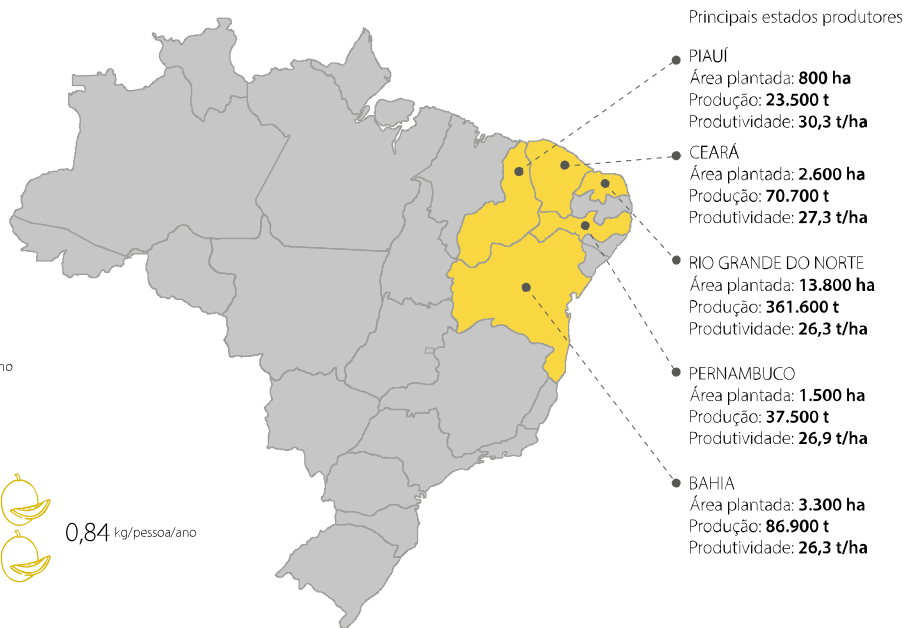 Principais estados produtores
PIAUÍ
Área plantada: 800 ha
Produção: 23.500 t
Produtividade: 30,3 t/ha
CEARÁ
Área plantada: 2.600 ha
Produção: 70.700 t
Produtividade: 27,3 t/ha
RIO GRANDE DO NORTE
Área plantada: 13.800 ha
Produção: 361.600 t
Produtividade: 26,3 t/ha
PERNAMBUCO
Área plantada: 1.500 ha
Produção: 37.500 t
Produtividade: 26,9 t/ha
BAHIA
Área plantada: 3.300 ha
Produção: 86.900 t
Produtividade: 26,3 t/ha
0,84 kg/pessoa/ano